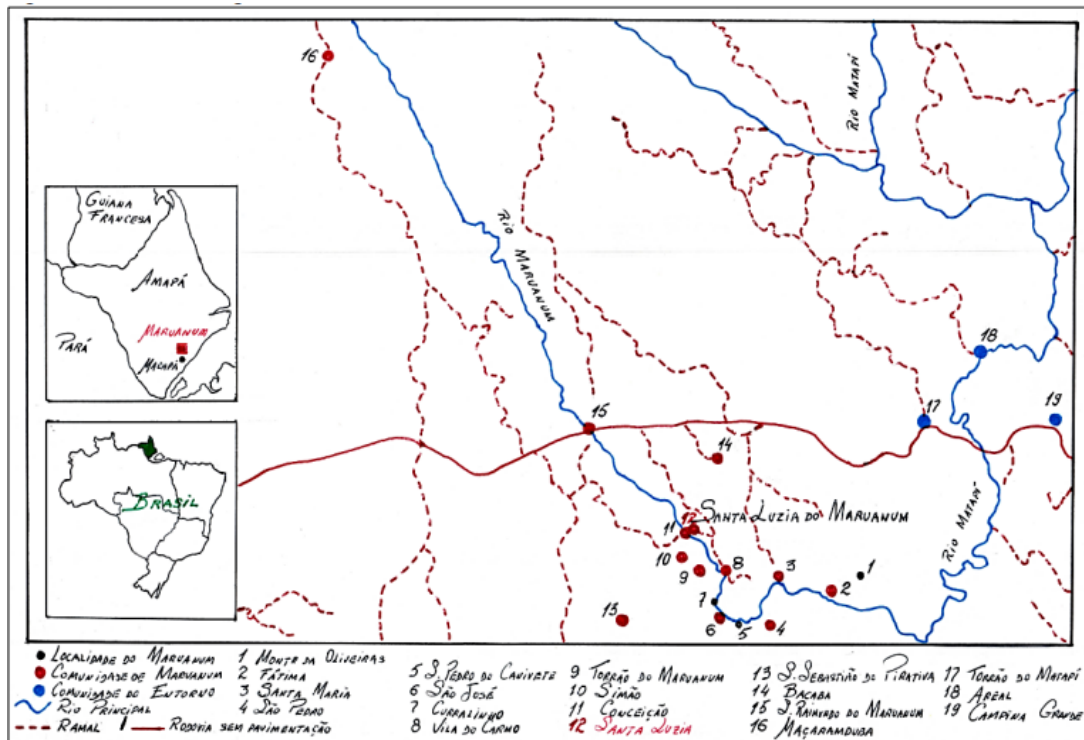 16
RIO MATAPÍ
RIO MARUANUM
GUIANA
FRANCESA
AMAPÁ
MARUANUM
PARÁ
MACAPÁ
18
15
17
19
BRASIL
14
SANTA LUZIA DO MARUANUM
12
11
10
9
8
3
1
2
7
6
5
4
13
RIO MATAPÍ
LOCALIDADE DO MARUANUM
COMUNIDADE DE MARUANUM
COMUNIDADE DO ENTORNO
RIO PRINCIPAL
RAMAL
RODOVIA SEM PAVIMENTAÇÃO
1 MONTE DA OLIVEIRAS
2 FÁTIMA
3 SANTA MARIA
4 SÃO PEDRO
5 S. PEDRO DO CANIVETE
6 SÃO JOSÉ
7 CURRALINHO
8 VILA DO CARMO
9 TORRÃO DO MARUANUM
10 SIMÃO
11 CONCEIÇÃO
12 SANTA LUZIA
13 S. SEBASTIÃO DO PIRATIVA
14 BACABA
15 S. RAIMUNDO DO MARUANUM
16 MAÇARANDUBA
17 TORRÃO DO MATAPÍ
18 AREAL
19 CAMPINA GRANDE